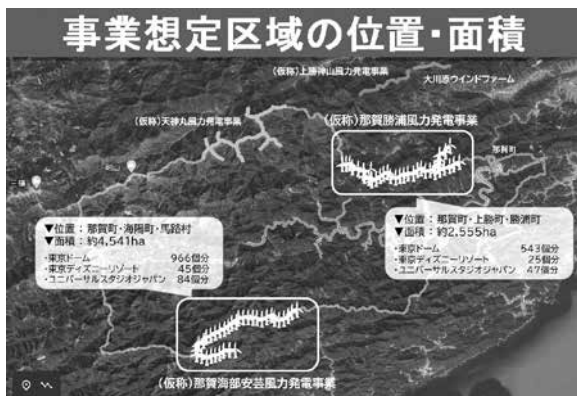 事業想定区域の位置・面積
(仮称)上勝神山風力発電事業
大川原ウインドファーム
(仮称)天神丸風力発電事業
(仮称)那賀勝浦風力発電事業
那賀町
▼位置：那賀町・海陽町・馬路村
▼面積：約4,541ha
・東京ドーム 966個分
・東京ディズニーリゾート 45個分
・ユニバーサルスタジオジャパン 84個分
▼位置：那賀町・上勝町・勝浦町
▼面積：約2,555ha
・東京ドーム 543個分
・東京ディズニーリゾート 25個分
・ユニバーサルスタジオジャパン 47個分
(仮称)那賀海部安芸風力発電事業